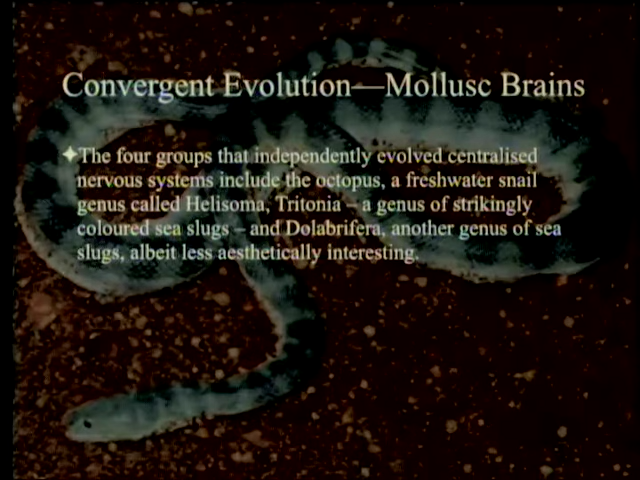 Convergent Evolution—Mollusc Brains
✦The four groups that independently evolved centralised
nervous systems include the octopus, a freshwater snail
genus called Helisoma, Tritonia – a genus of strikingly
coloured sea slugs – and Dolabrifera, another genus of sea
slugs, albeit less aesthetically interesting.